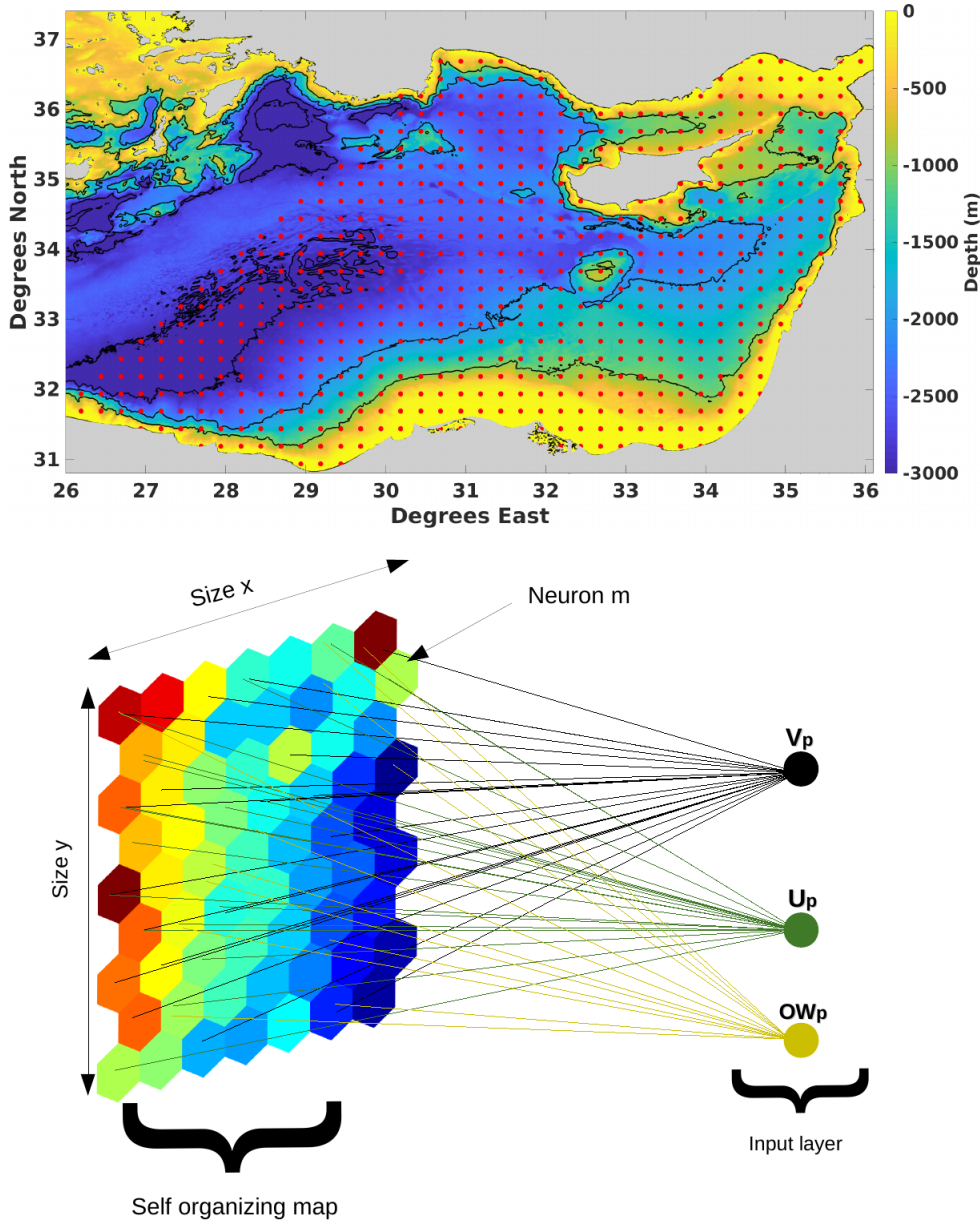 37
36
35
34
33
32
31
Degrees North
26 27 28 29 30 31 32 33 34 35 36
Degrees East
0
-500
-1000
-1500
-2000
-2500
-3000
Depth (m)
Size x
Neuron m
Size y
Vp
Up
OWp
Input layer
Self organizing map